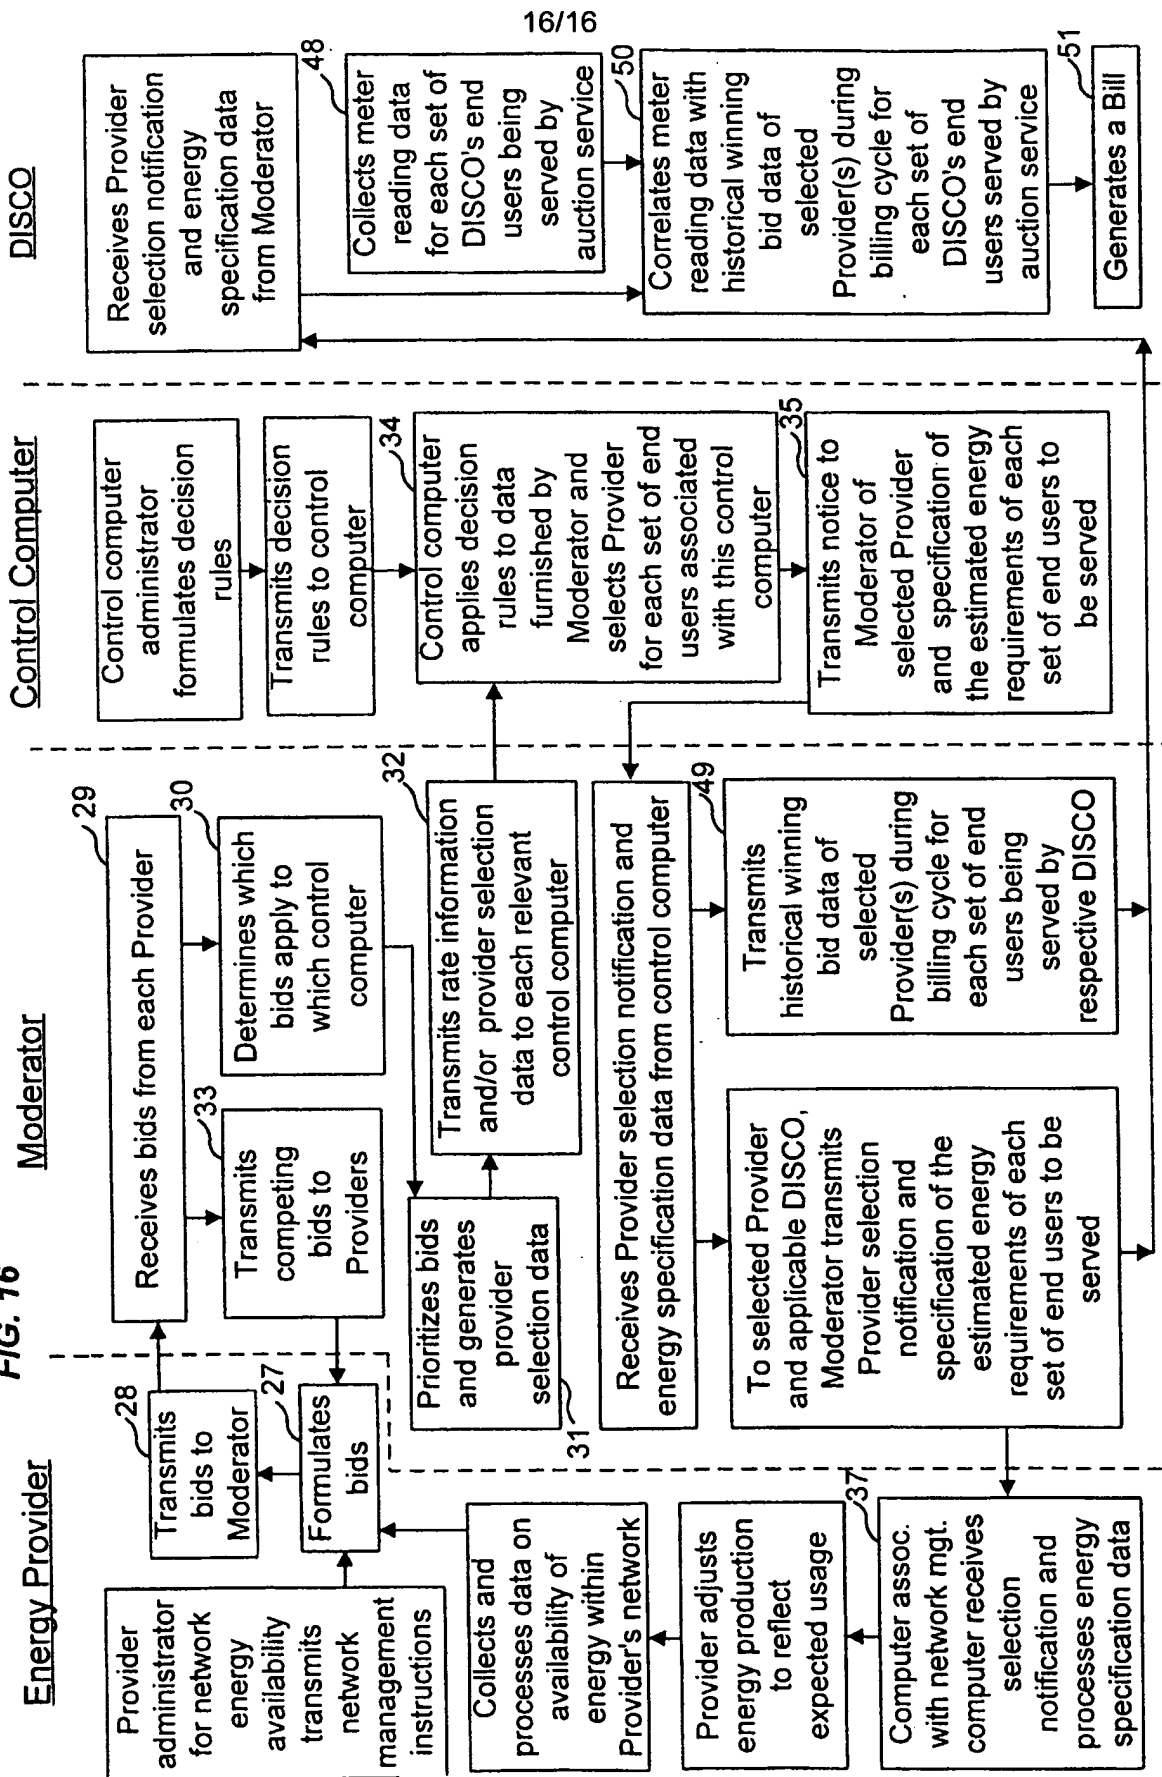 16/16
FIG. 16
Energy Provider
Moderator
Control Computer
DISCO
Provider
administrator
for network
energy
availability
transmits
network
management
instructions
28
Transmits
bids to
Moderator
27
Formulates
bids
Collects and
processes data on
availability of
energy within
Provider's network
Provider adjusts
energy production
to reflect
expected usage
37
Computer assoc.
with network mgt.
computer receives
selection
notification and
processes energy
specification data
29
Receives bids from each Provider
33
Transmits
competing
bids to
Providers
30
Determines which
bids apply to
which control
computer
31
Prioritizes bids
and generates
provider
selection data
32
Transmits rate information
and/or provider selection
data to each relevant
control computer
Receives Provider selection notification and
energy specification data from control computer
To selected Provider
and applicable DISCO,
Moderator transmits
Provider selection
notification and
specification of the
estimated energy
requirements of each
set of end users to be
served
49
Transmits
historical winning
bid data of
selected
Provider(s) during
billing cycle for
each set of end
users being
served by
respective DISCO
Control computer
administrator
formulates decision
rules
Transmits decision
rules to control
computer
34
Control computer
applies decision
rules to data
furnished by
Moderator and
selects Provider
for each set of end
users associated
with this control
computer
35
Transmits notice to
Moderator of
selected Provider
and specification of
the estimated energy
requirements of each
set of end users to
be served
Receives Provider
selection notification
and energy
specification data
from Moderator
48
Collects meter
reading data
for each set of
DISCO's end
users being
served by
auction service
50
Correlates meter
reading data with
historical winning
bid data of
selected
Provider(s) during
billing cycle for
each set of
DISCO's end
users served by
auction service
51
Generates a Bill